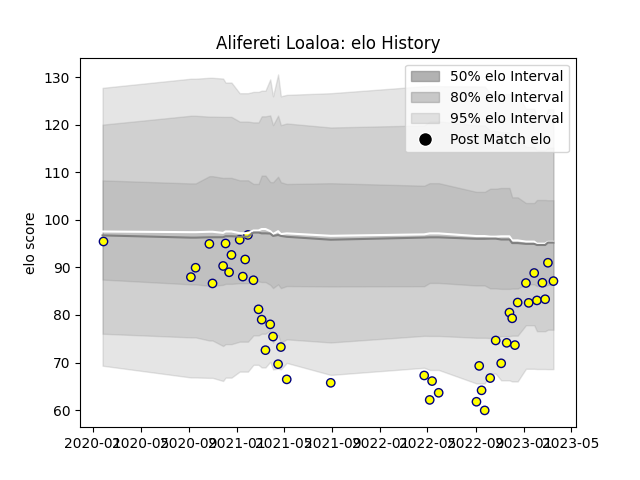 Alifereti Loaloa: elo History
130
120
110
100
90
80
70
60
elo score
50% elo Interval
80% elo Interval
95% elo Interval
Post Match elo
2020-01 2020-05 2020-09 2021-01 2021-05 2021-09 2022-01 2022-05 2022-09 2023-01 2023-05